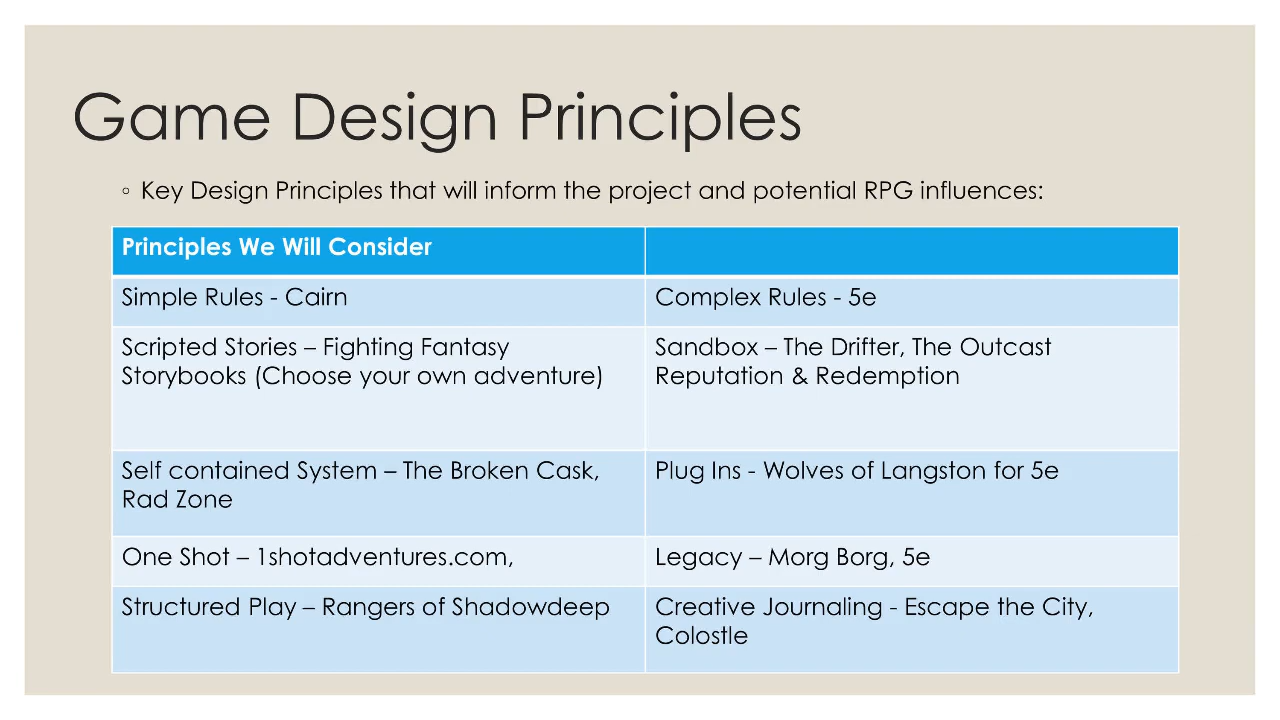 Game Design Principles
◦ Key Design Principles that will inform the project and potential RPG influences:
Principles We Will Consider
Simple Rules - Cairn
Complex Rules - 5e
Scripted Stories – Fighting Fantasy
Storybooks (Choose your own adventure)
Sandbox – The Drifter, The Outcast
Reputation & Redemption
Self contained System – The Broken Cask,
Rad Zone
Plug Ins - Wolves of Langston for 5e
One Shot – 1shotadventures.com,
Legacy – Morg Borg, 5e
Structured Play – Rangers of Shadowdeep
Creative Journaling - Escape the City,
Colostle